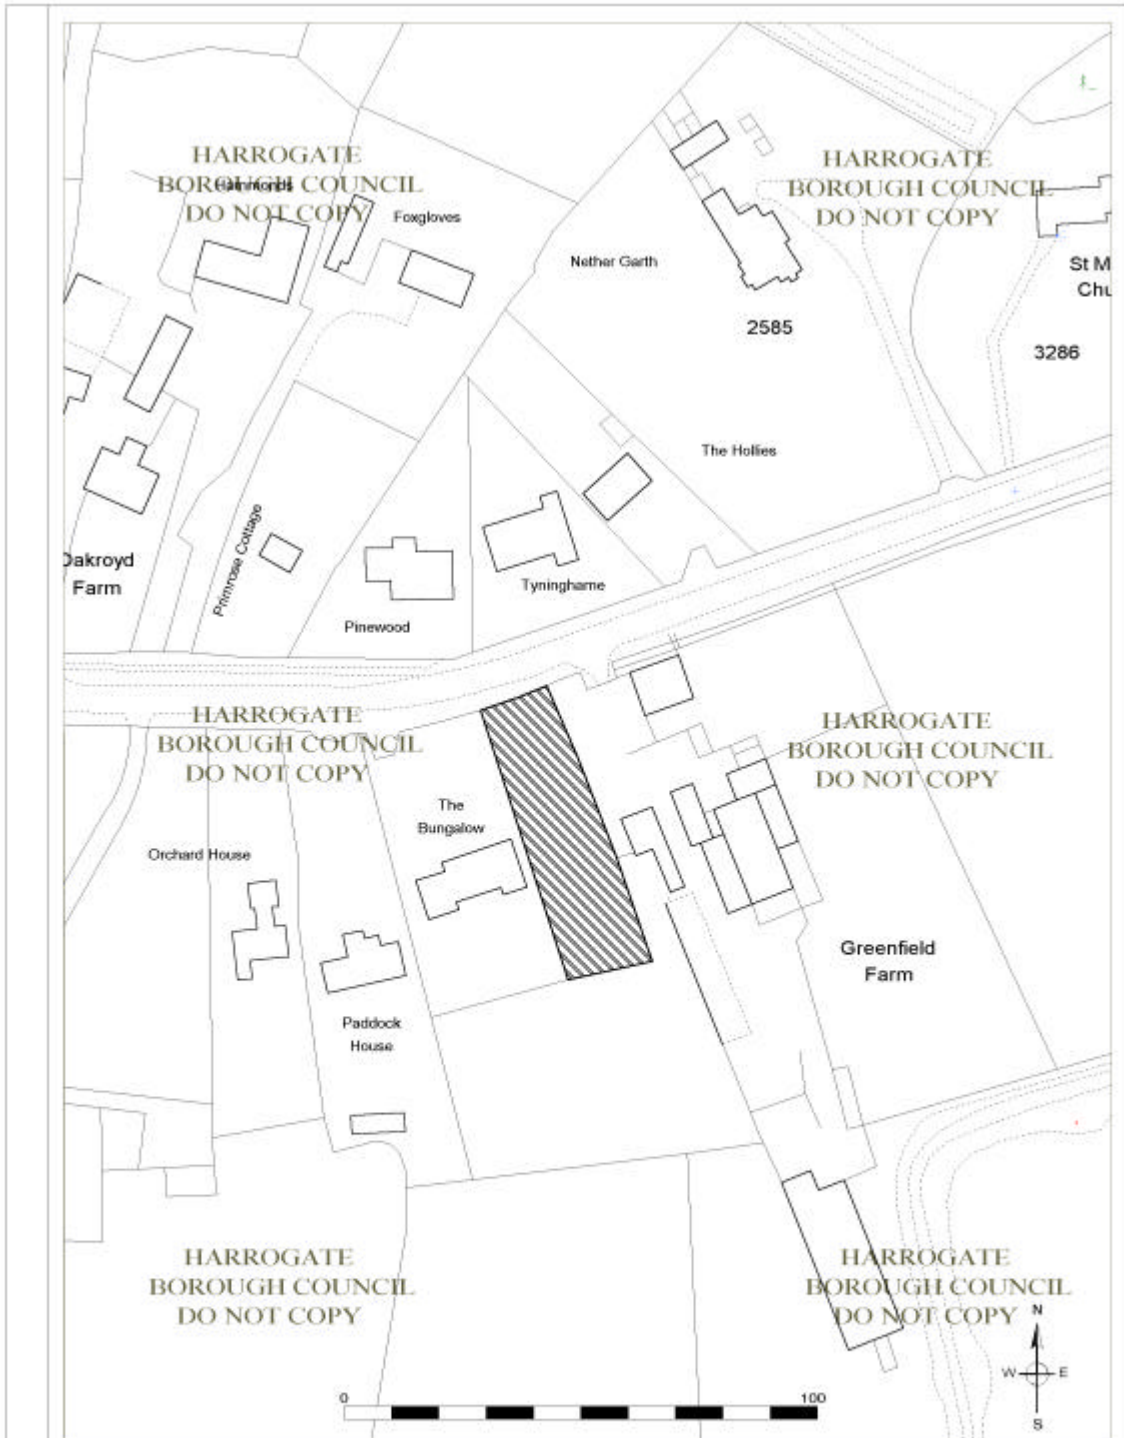 HARROGATE
BOROUGH COUNCIL
DO NOT COPY
Hammonds
Foxgloves
HARROGATE
BOROUGH COUNCIL
DO NOT COPY
Nether Garth
St M
Chu
2585
3286
The Hollies
Primrose Cottage
Oakroyd
Farm
Tyninghame
Pinewood
HARROGATE
BOROUGH COUNCIL
DO NOT COPY
HARROGATE
BOROUGH COUNCIL
DO NOT COPY
The
Bungalow
Orchard House
Greenfield
Farm
Paddock
House
HARROGATE
BOROUGH COUNCIL
DO NOT COPY
HARROGATE
BOROUGH COUNCIL
DO NOT COPY
N
W
E
S
0
100